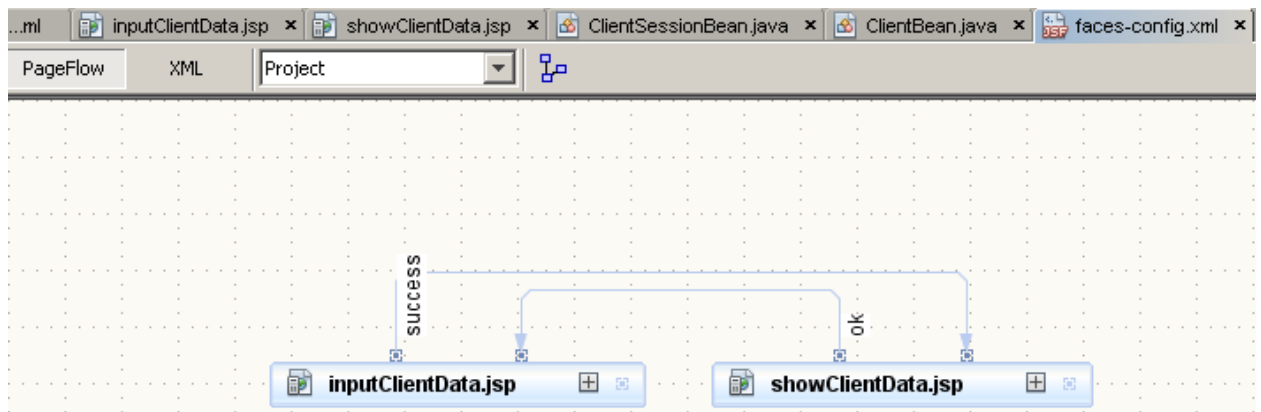 ...ml inputClientData.jsp showClientData.jsp ClientSessionBean.java ClientBean.java faces-config.xml
PageFlow XML Project
success
ok
inputClientData.jsp showClientData.jsp